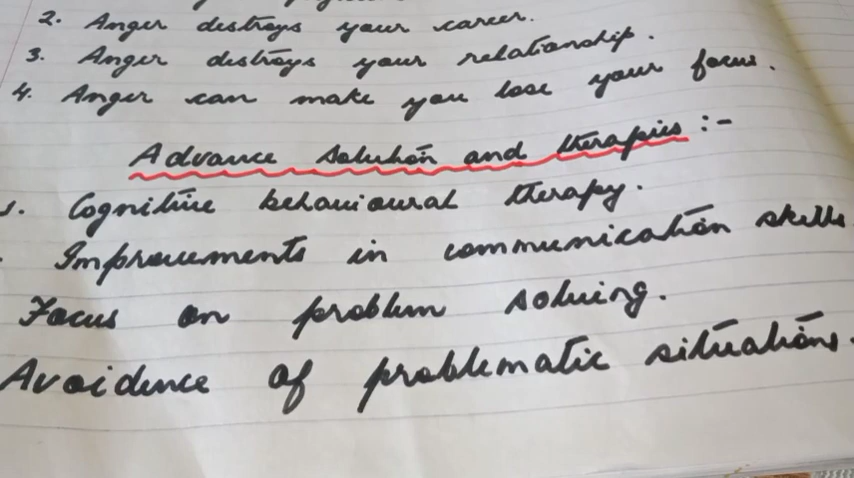 2. Anger destroys your career.
3. Anger destroys your relationship.
4. Anger can make you lose your focus.
Advance solution and therapies :-
1. Cognitive behavioural therapy.
Improvements in communication skills
Focus on problem solving.
Avoidence of problematic situations.